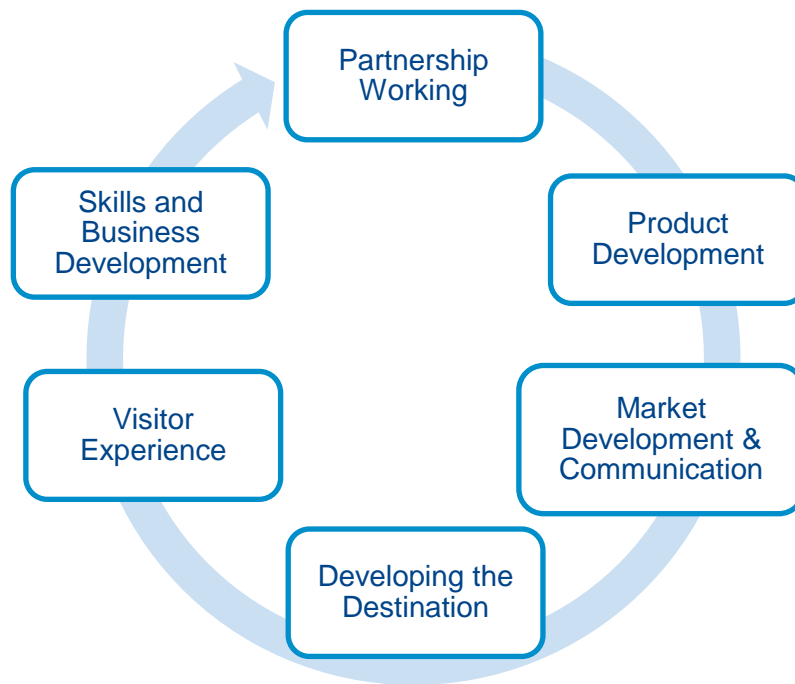 Partnership
Working
Product
Development
Market
Development &
Communication
Developing the
Destination
Visitor
Experience
Skills and
Business
Development